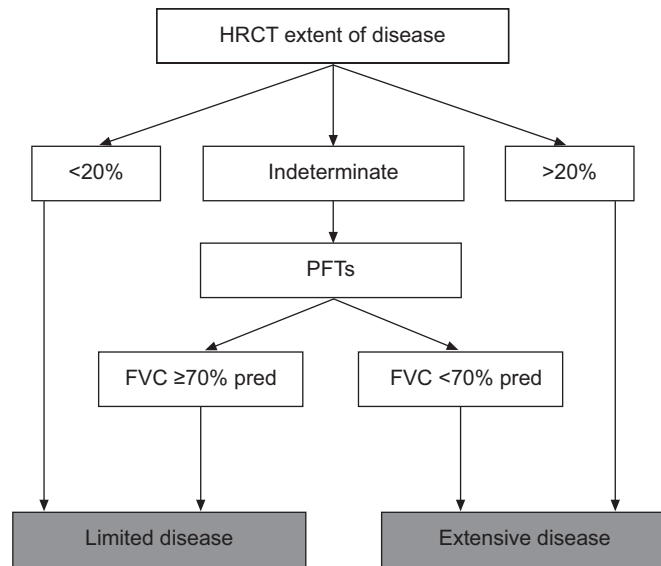 HRCT extent of disease
<20%
Indeterminate
>20%
PFTs
FVC ≥70% pred
FVC <70% pred
Limited disease
Extensive disease